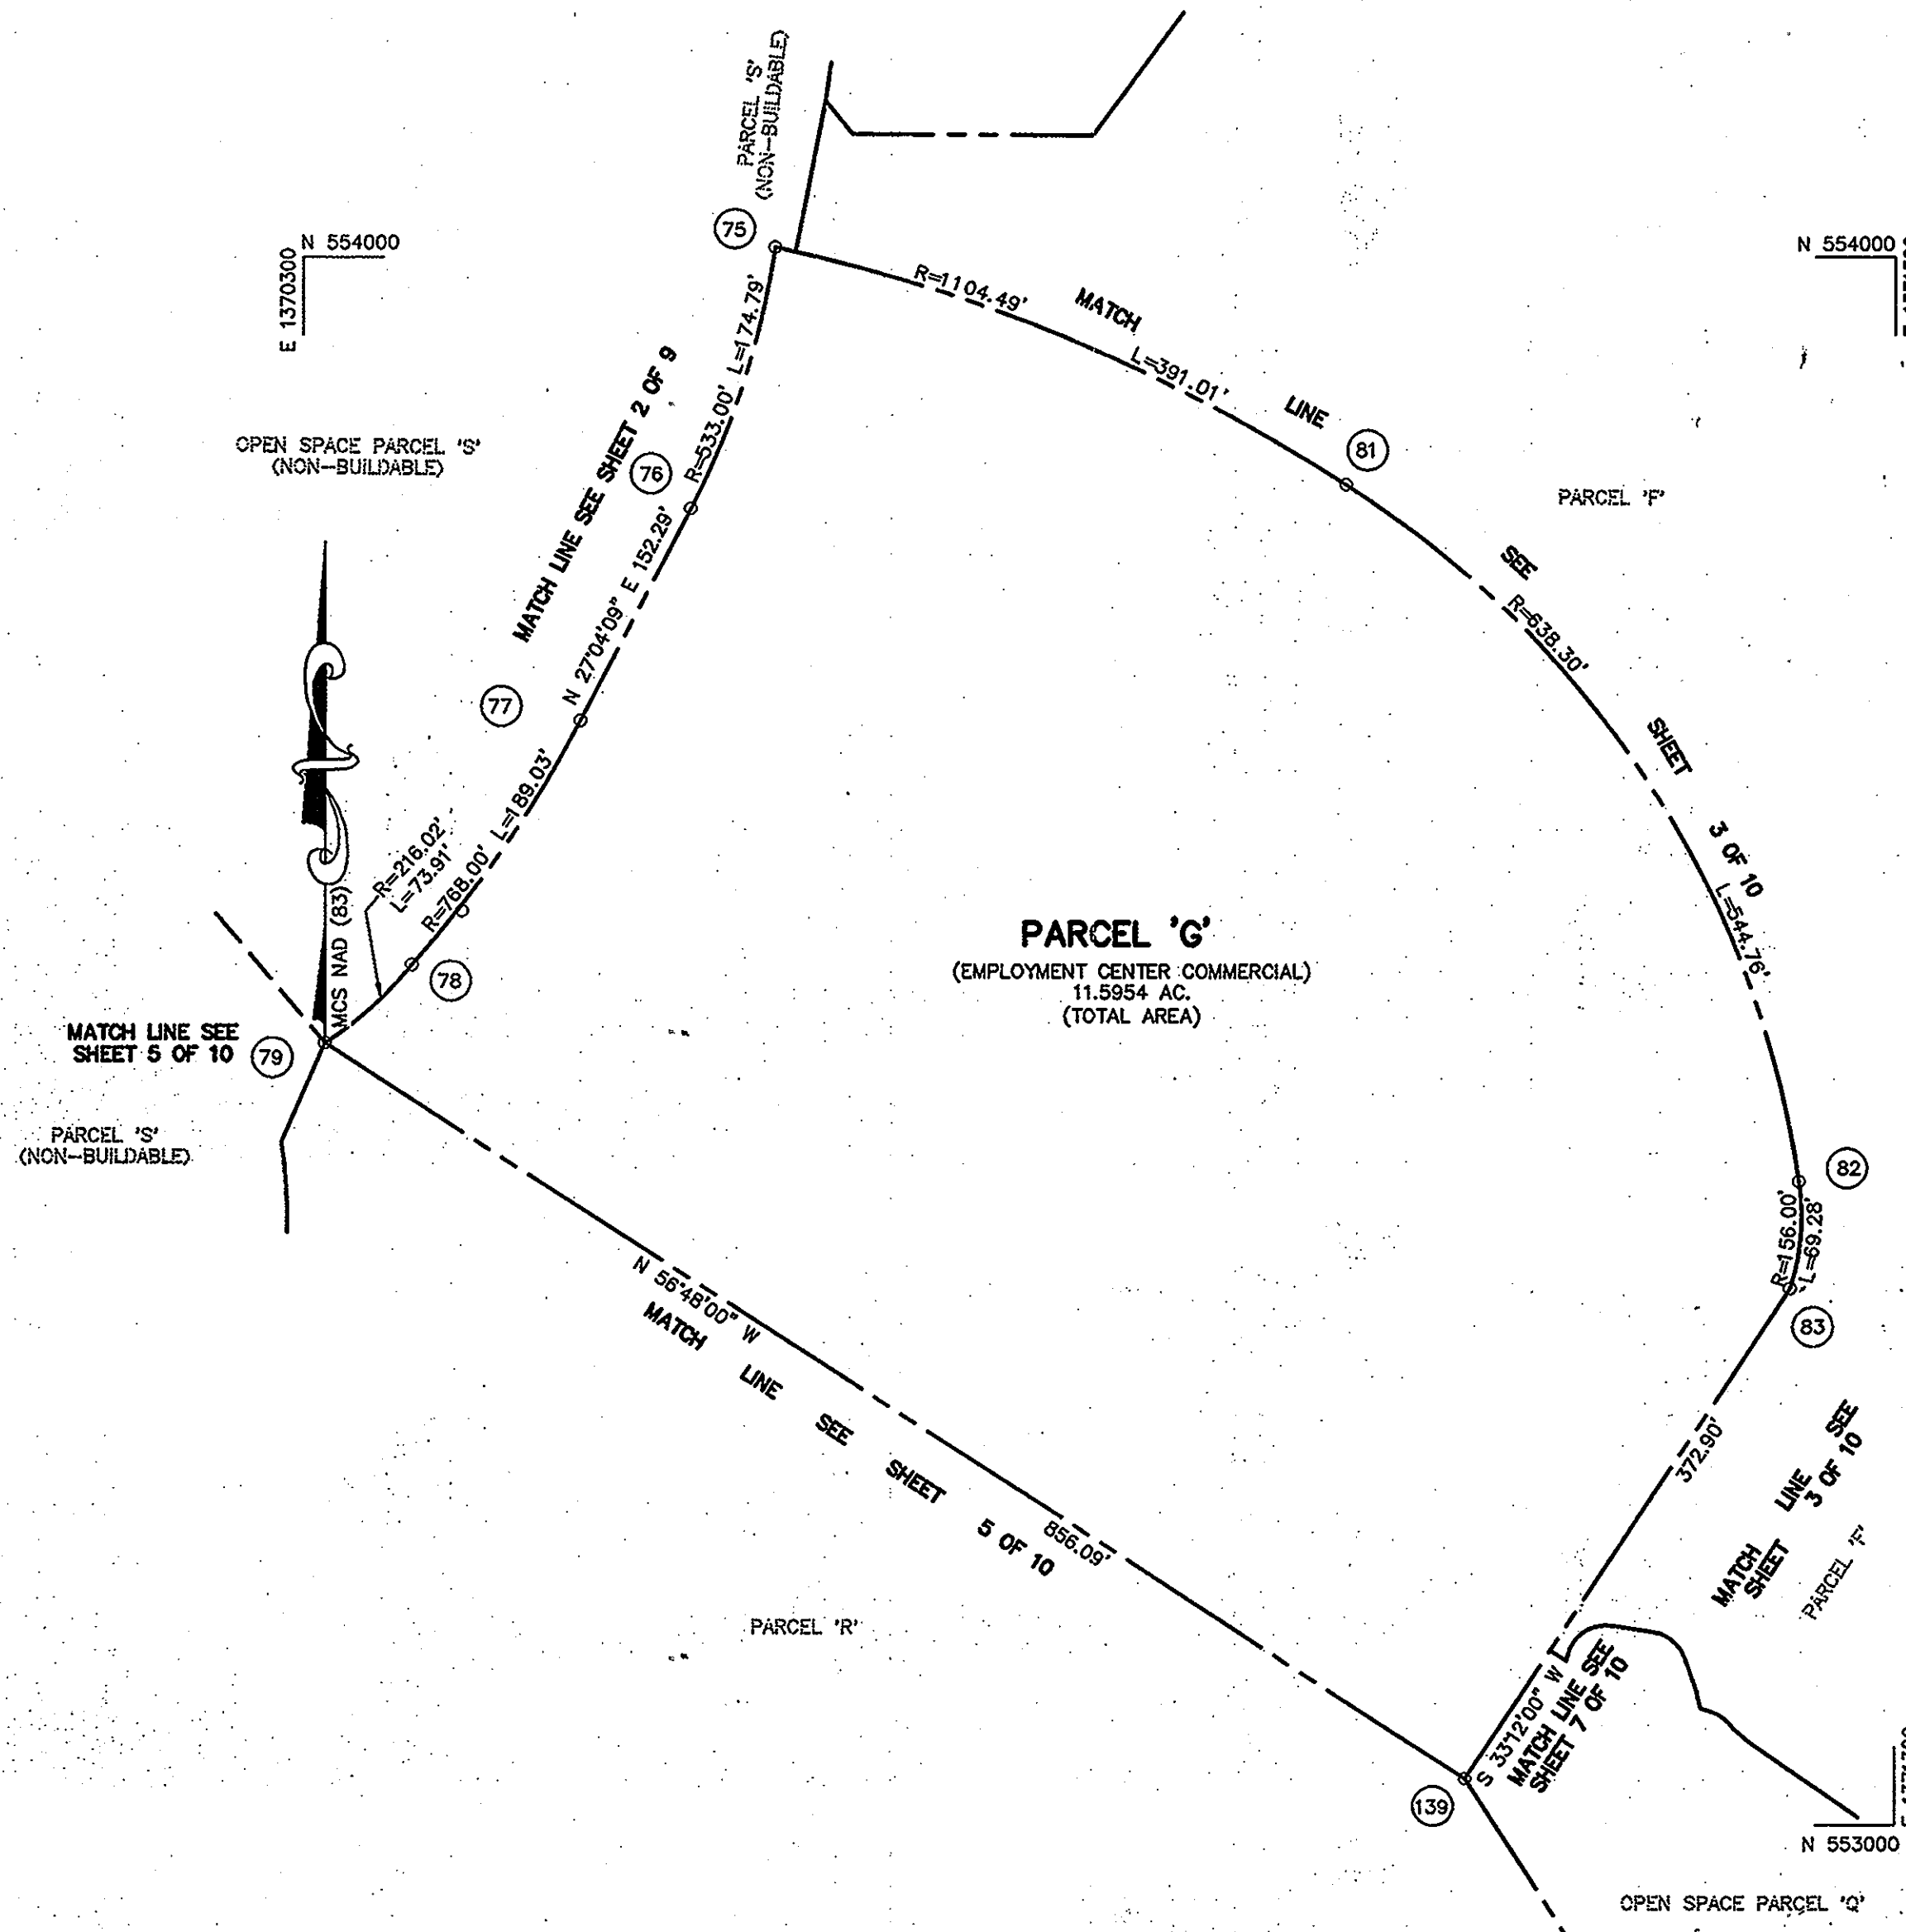 PARCEL 'S'
(NON-BUILDABLE)
75
N 554000
E 1370300
N 554000
R=1104.49'
MATCH
L=391.01'
LINE
81
L=174.79'
R=533.00'
MATCH LINE SEE SHEET 2 OF 9
OPEN SPACE PARCEL 'S'
(NON-BUILDABLE)
76
PARCEL 'F'
SEE
R=638.30'
N 27°04'09" E 152.29'
77
SHEET
3 OF 10
L=544.76'
L=189.03'
R=768.00'
R=216.02'
L=73.91'
MCS NAD (83)
78
PARCEL 'G'
(EMPLOYMENT CENTER COMMERCIAL)
11.5954 AC.
(TOTAL AREA)
MATCH LINE SEE
SHEET 5 OF 10
79
PARCEL 'S'
(NON-BUILDABLE)
82
R=156.00'
L=69.28'
83
N 56°48'00" W
MATCH
LINE
SEE
SHEET
5 OF 10
856.09'
372.90'
MATCH LINE SEE
SHEET 3 OF 10
PARCEL 'F'
PARCEL 'R'
S 33°12'00" W
MATCH LINE SEE
SHEET 7 OF 10
139
N 553000
OPEN SPACE PARCEL 'Q'